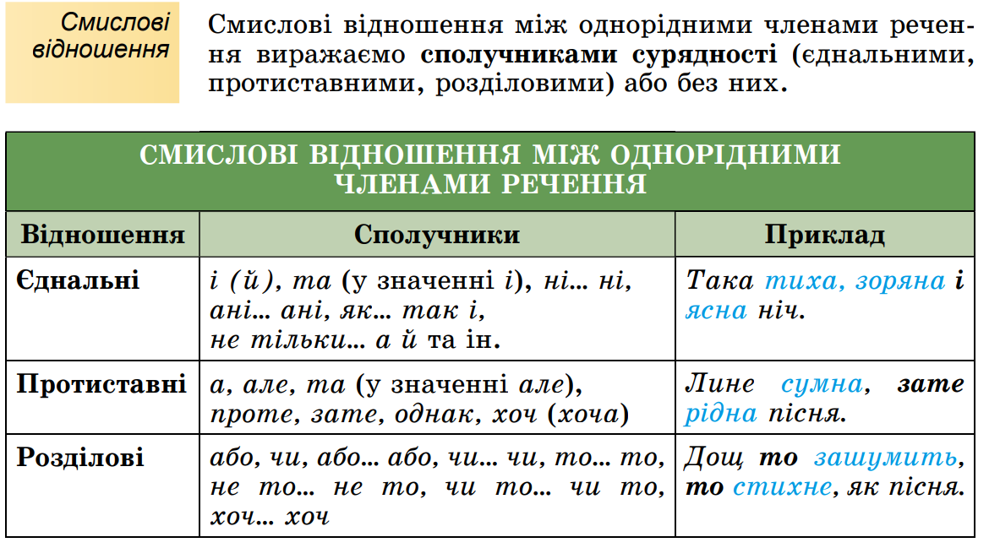 Смислові
відношення
Смислові відношення між однорідними членами речен-
ня виражаємо сполучниками сурядності (єднальними,
протиставними, розділовими) або без них.
СМИСЛОВІ ВІДНОШЕННЯ МІЖ ОДНОРІДНИМИ
ЧЛЕНАМИ РЕЧЕННЯ
Відношення
Сполучники
Приклад
Єднальні
і (й), та (у значенні і), ні... ні,
ані... ані, як... так і,
не тільки... а й та ін.
Така тиха, зоряна і
ясна ніч.
Протиставні
а, але, та (у значенні але),
проте, зате, однак, хоч (хоча)
Лине сумна, зате
рідна пісня.
Розділові
або, чи, або... або, чи... чи, то... то,
не то... не то, чи то... чи то,
хоч... хоч
Дощ то зашумить,
то стихне, як пісня.